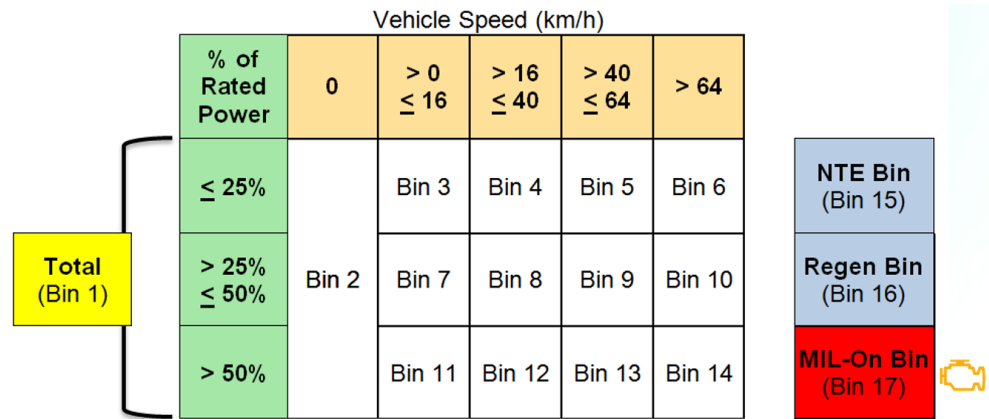 Vehicle Speed (km/h)
% of
Rated
Power
0
> 0
≤ 16
> 16
≤ 40
> 40
≤ 64
> 64
≤ 25%
Bin 3
Bin 4
Bin 5
Bin 6
NTE Bin
(Bin 15)
Total
(Bin 1)
> 25%
≤ 50%
Bin 2
Bin 7
Bin 8
Bin 9
Bin 10
Regen Bin
(Bin 16)
> 50%
Bin 11
Bin 12
Bin 13
Bin 14
MIL-On Bin
(Bin 17)